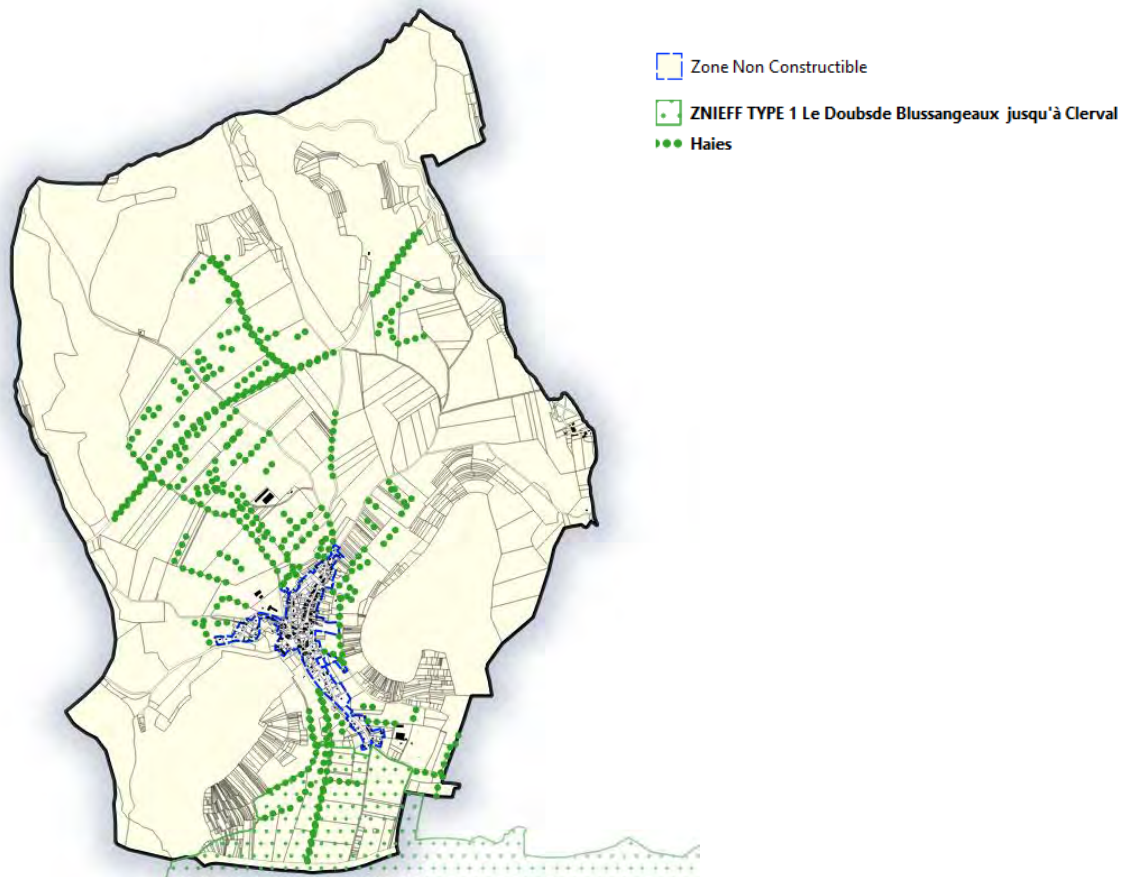 Zone Non Constructible
ZNIEFF TYPE 1 Le Doubsde Blussangeaux jusqu'à Clerval
Haies